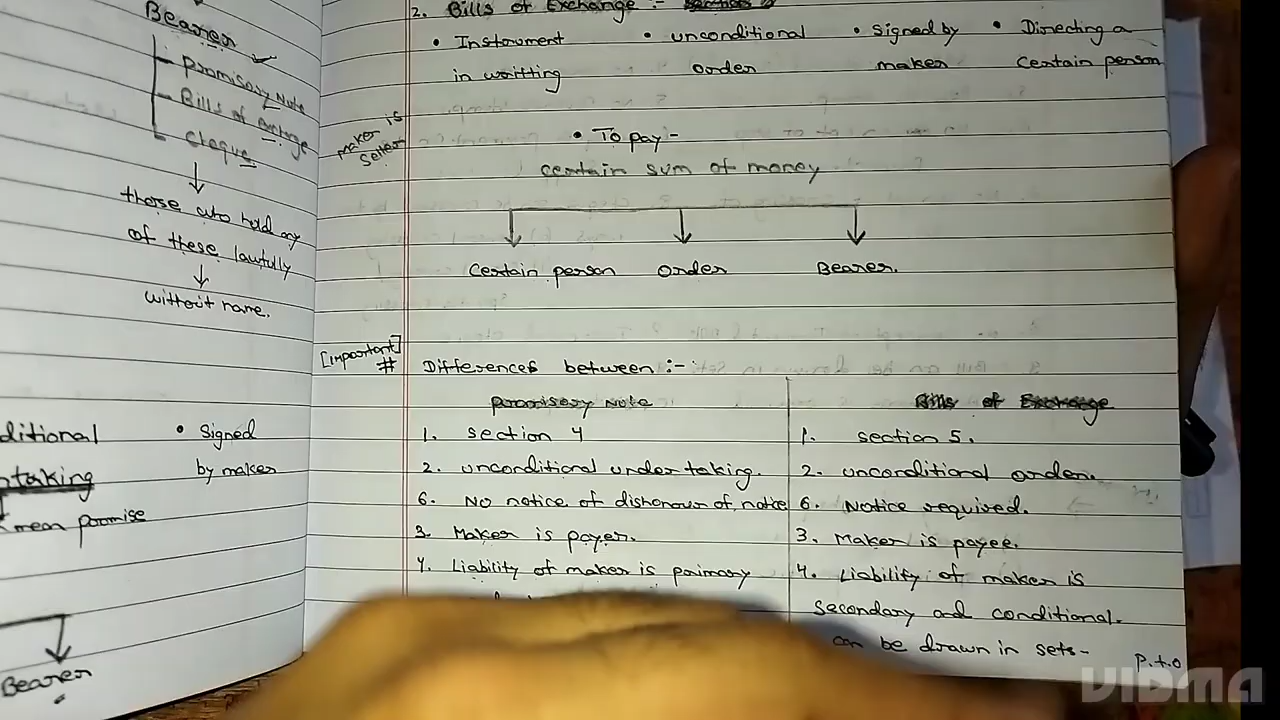 Bearer
Promisory Note
Bills of Exchange
Cheque
those who hold any
of these lawfully
without name.
ditional
• Signed
by maker
taking
mean promise
Bearer
2. Bills of Exchange :-
• Instrument
in writting
• unconditional
order
• Signed by
maker
• Directing a
certain person
maker is
seller
• To pay -
certain sum of money
Certain person
order
Bearer.
[Important]
# Differences between :-
Promisory Note
1. section 4
2. unconditional undertaking.
6. No notice of dishonour of notice
3. Maker is payer.
4. Liability of maker is primary
Bills of Exchange
1. section 5.
2. unconditional order.
6. Notice required.
3. Maker is payee.
4. Liability of maker is
secondary and conditional.
can be drawn in sets-
P.t.o
VIDMA